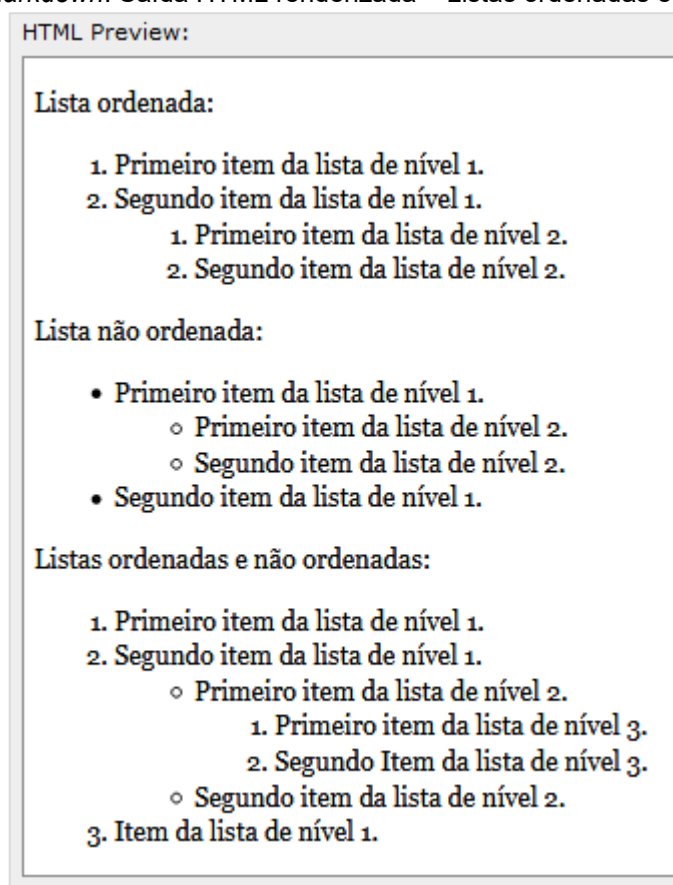 HTML Preview:
Lista ordenada:
1. Primeiro item da lista de nível 1.
2. Segundo item da lista de nível 1.
1. Primeiro item da lista de nível 2.
2. Segundo item da lista de nível 2.
Lista não ordenada:
• Primeiro item da lista de nível 1.
◦ Primeiro item da lista de nível 2.
◦ Segundo item da lista de nível 2.
• Segundo item da lista de nível 1.
Listas ordenadas e não ordenadas:
1. Primeiro item da lista de nível 1.
2. Segundo item da lista de nível 1.
◦ Primeiro item da lista de nível 2.
1. Primeiro item da lista de nível 3.
2. Segundo Item da lista de nível 3.
◦ Segundo item da lista de nível 2.
3. Item da lista de nível 1.